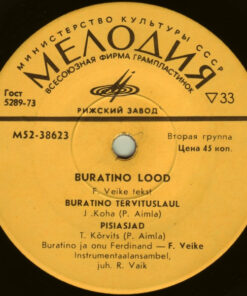 МИНИСТЕРСТВО КУЛЬТУРЫ СССР
МЕЛОДИЯ
ВСЕСОЮЗНАЯ ФИРМА ГРАМПЛАСТИНОК
Гост
5289-73
33
РИЖСКИЙ ЗАВОД
М52-38623
Вторая группа
Цена 45 коп.
BURATINO LOOD
F. Veike tekst
BURATINO TERVITUSLAUL
J. Koha (P. Aimla)
PISIASJAD
T. Kõrvits (P. Aimla)
Buratino ja onu Ferdinand — F. Veike
Instrumentaalansambel,
juh. R. Vaik